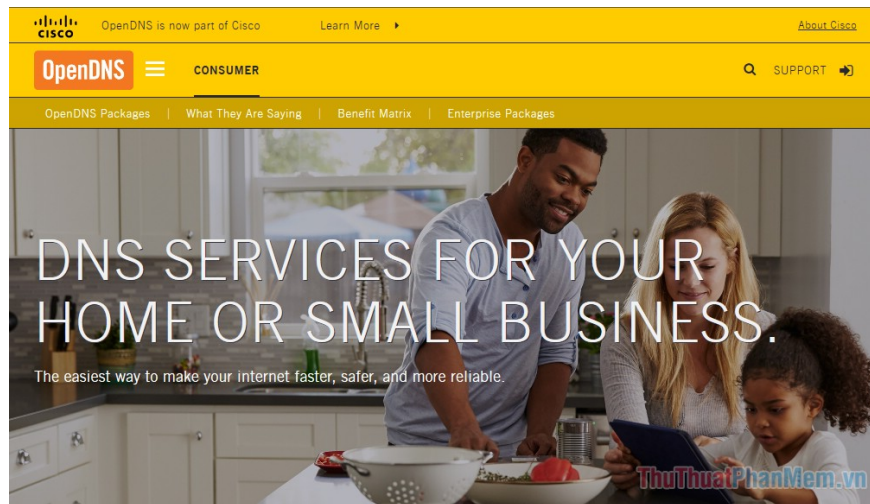 CISCO OpenDNS is now part of Cisco Learn More About Cisco
OpenDNS CONSUMER SUPPORT
OpenDNS Packages | What They Are Saying | Benefit Matrix | Enterprise Packages
DNS SERVICES FOR YOUR
HOME OR SMALL BUSINESS.
The easiest way to make your internet faster, safer, and more reliable.
ThuThuatPhanMem.vn